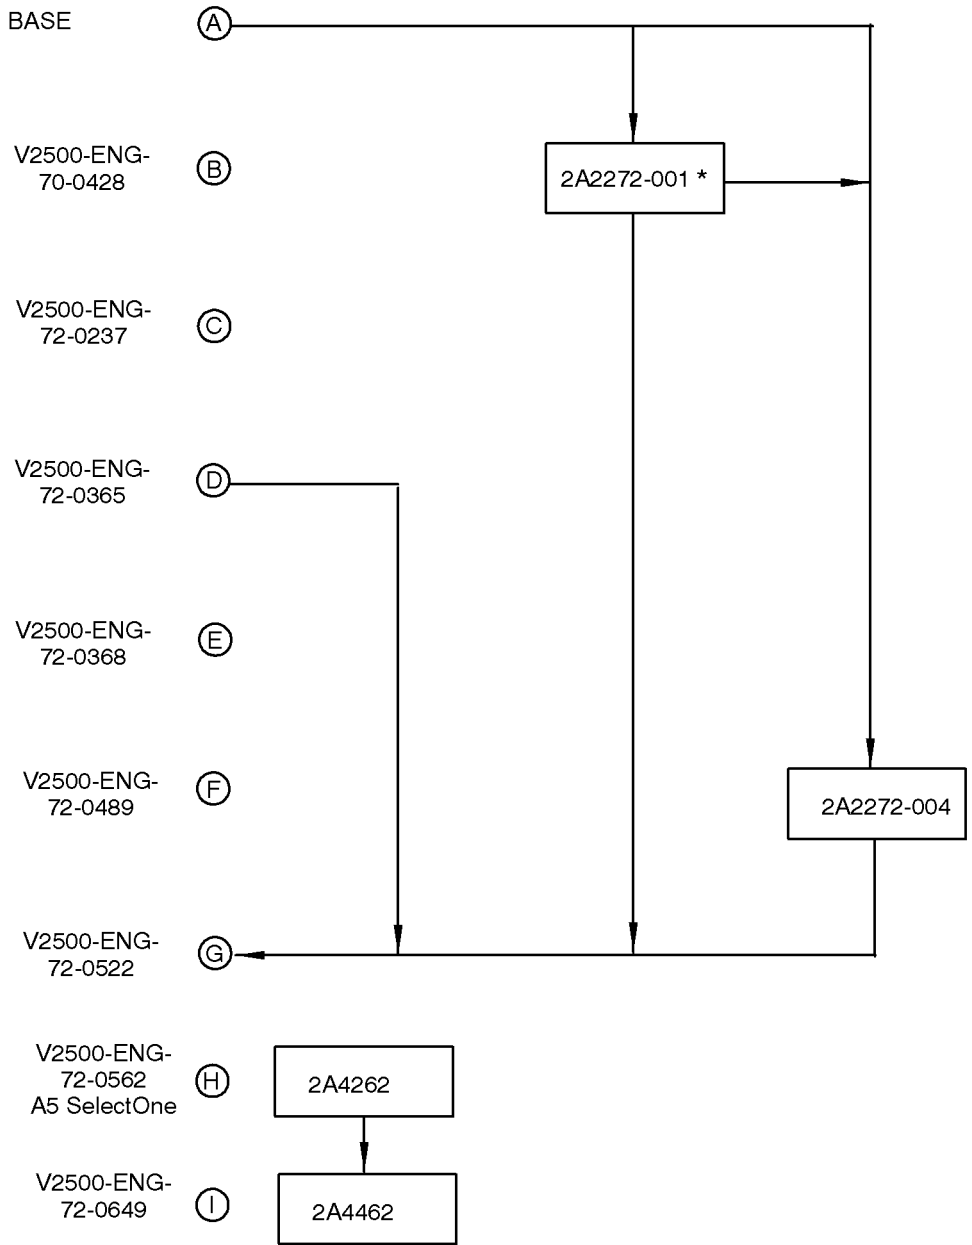 BASE
A
V2500-ENG-
70-0428
B
2A2272-001 *
V2500-ENG-
72-0237
C
V2500-ENG-
72-0365
D
V2500-ENG-
72-0368
E
V2500-ENG-
72-0489
F
2A2272-004
V2500-ENG-
72-0522
G
V2500-ENG-
72-0562
A5 SelectOne
H
2A4262
V2500-ENG-
72-0649
I
2A4462